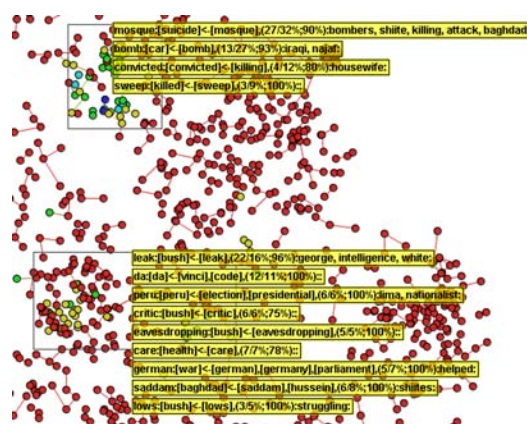 mosque:[suicide]<-[mosque],(27/32%;90%):bombers, shiite, killing, attack, baghdad
bomb:[car]<-[bomb],(13/27%;93%):iraqi, najaf:
convicted:[convicted]<-[killing],(4/12%;80%):housewife:
sweep:[killed]<-[sweep],(3/9%;100%)::
leak:[bush]<-[leak],(22/16%;96%):george, intelligence, white:
da:[da]<-[vinci],[code],(12/11%;100%)::
peru:[peru]<-[election],[presidential],(6/6%;100%):lima, nationalist:
critic:[bush]<-[critic],(6/6%;75%)::
eavesdropping:[bush]<-[eavesdropping],(5/5%;100%)::
care:[health]<-[care],(7/7%;78%)::
german:[war]<-[german],[germany],[parliament],(5/7%;100%):helped:
saddam:[baghdad]<-[saddam],[hussein],(6/8%;100%):shiites:
lows:[bush]<-[lows],(3/5%;100%):struggling: